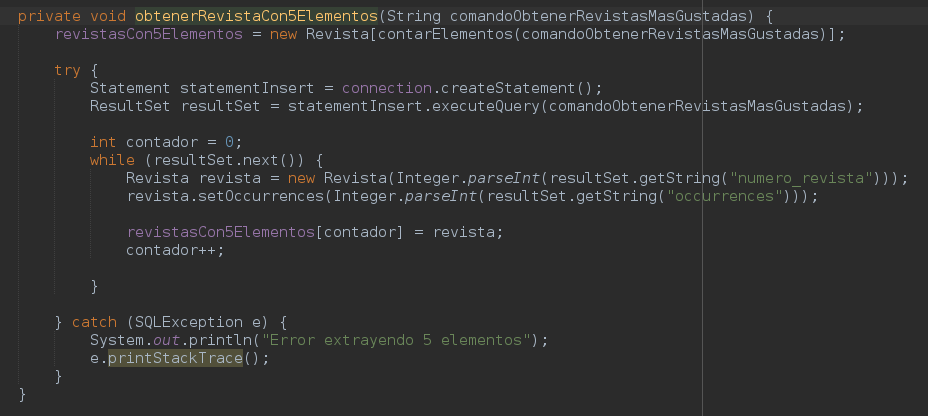 private void obtenerRevistaCon5Elementos(String comandoObtenerRevistasMasGustadas) {
    revistasCon5Elementos = new Revista[contarElementos(comandoObtenerRevistasMasGustadas)];
    try {
        Statement statementInsert = connection.createStatement();
        ResultSet resultSet = statementInsert.executeQuery(comandoObtenerRevistasMasGustadas);
        int contador = 0;
        while (resultSet.next()) {
            Revista revista = new Revista(Integer.parseInt(resultSet.getString("numero_revista")));
            revista.setOccurrences(Integer.parseInt(resultSet.getString("occurrences")));
            revistasCon5Elementos[contador] = revista;
            contador++;
        }
    } catch (SQLException e) {
        System.out.println("Error extrayendo 5 elementos");
        e.printStackTrace();
    }
}